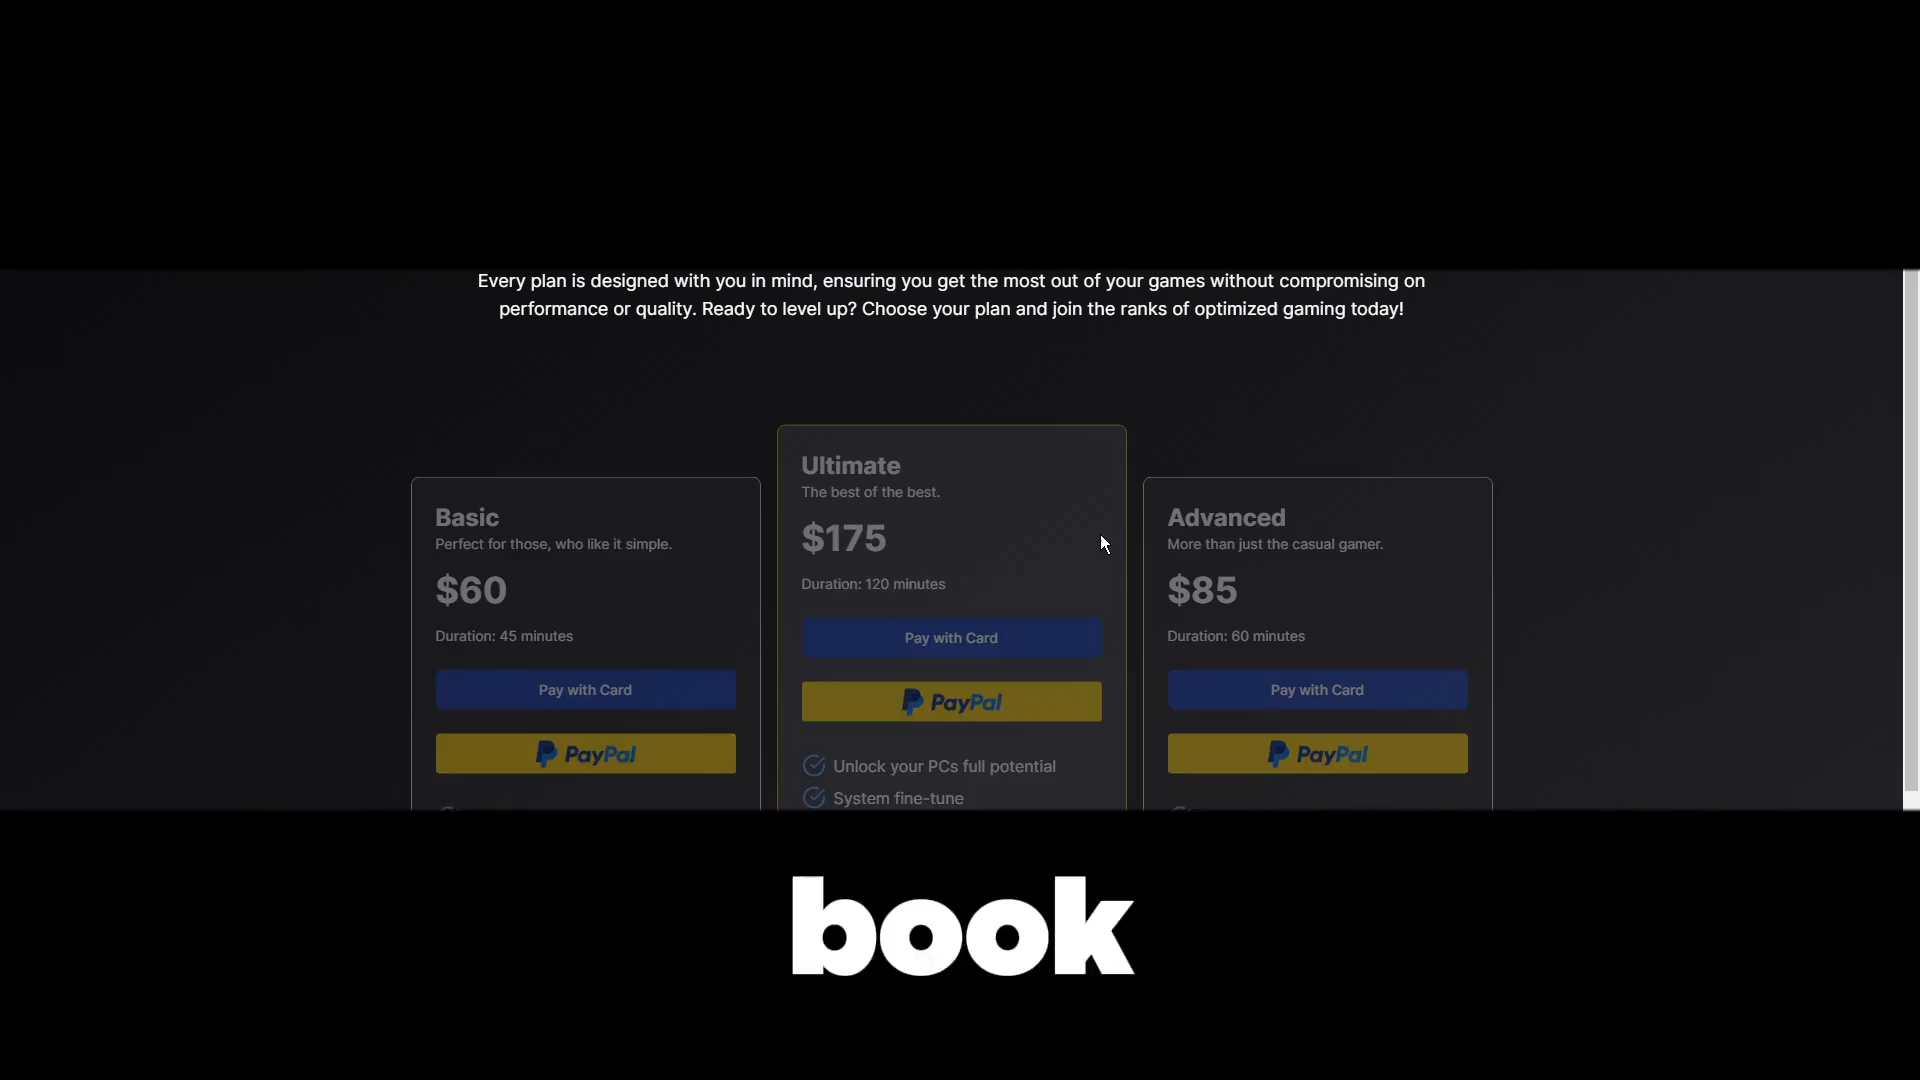 Every plan is designed with you in mind, ensuring you get the most out of your games without compromising on
performance or quality. Ready to level up? Choose your plan and join the ranks of optimized gaming today!
Basic
Perfect for those, who like it simple.
$60
Duration: 45 minutes
Pay with Card
PayPal
Ultimate
The best of the best.
$175
Duration: 120 minutes
Pay with Card
PayPal
Unlock your PCs full potential
System fine-tune
Advanced
More than just the casual gamer.
$85
Duration: 60 minutes
Pay with Card
PayPal
book